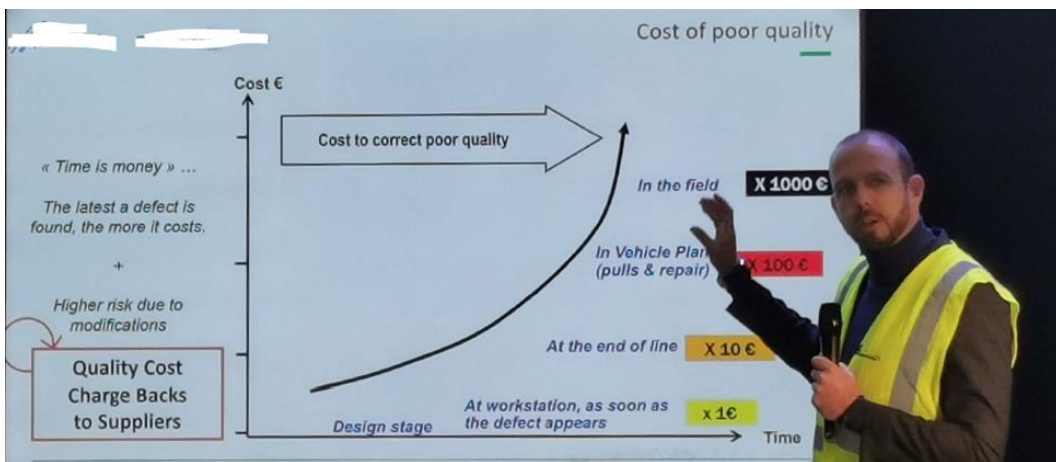 Cost of poor quality
Cost €
Cost to correct poor quality
« Time is money » ...
The latest a defect is
found, the more it costs.
+
Higher risk due to
modifications
Quality Cost
Charge Backs
to Suppliers
In the field
X 1000 €
In Vehicle Plan
(pulls & repair)
X 100 €
At the end of line
X 10 €
At workstation, as soon as
the defect appears
x 1€
Design stage
Time